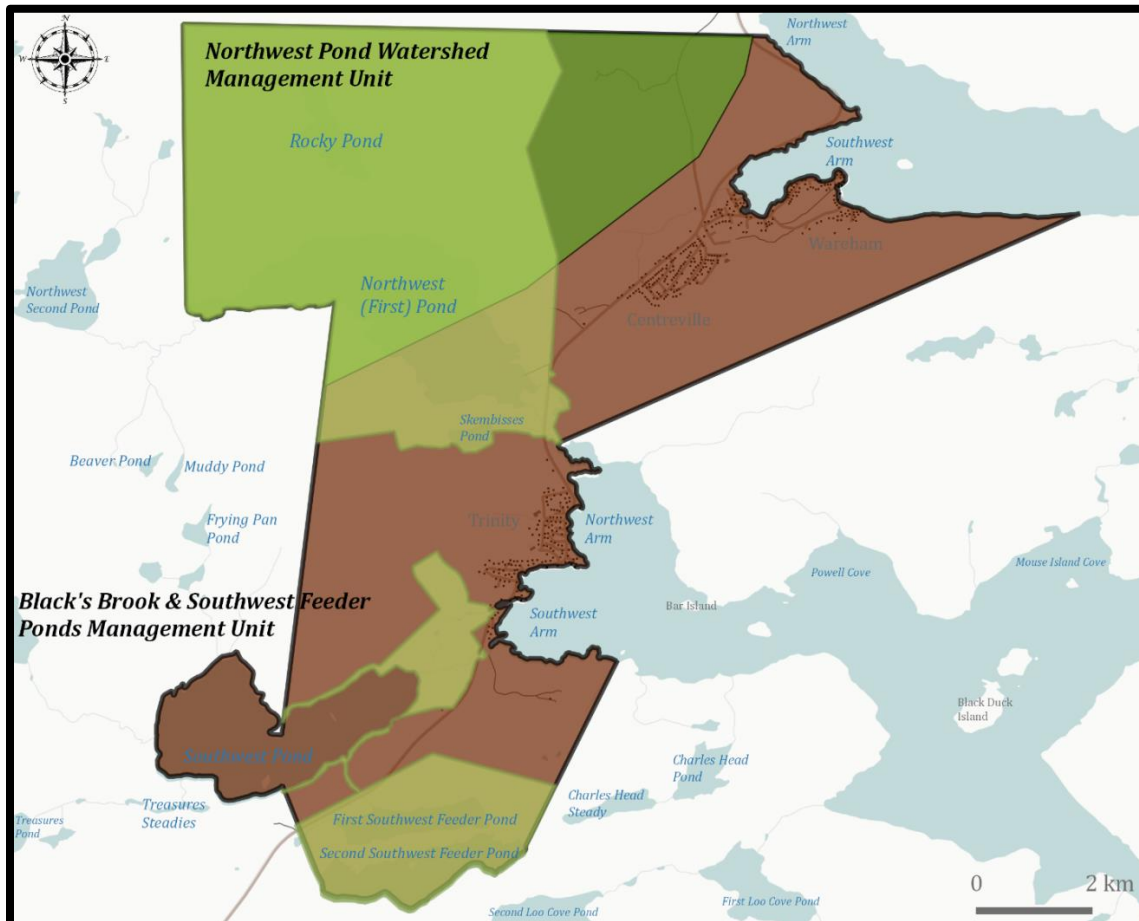 N
W
E
S
Northwest Pond Watershed
Management Unit
Northwest
Arm
Rocky Pond
Southwest
Arm
Wareham
Northwest
Second Pond
Northwest
(First) Pond
Centreville
Skembisses
Pond
Beaver Pond
Muddy Pond
Frying Pan
Pond
Trinity
Northwest
Arm
Mouse Island Cove
Powell Cove
Black's Brook & Southwest Feeder
Ponds Management Unit
Bar Island
Southwest
Arm
Black Duck
Island
Southwest Pond
Charles Head
Pond
Treasures
Steadies
Charles Head
Steady
Treasures
Pond
First Southwest Feeder Pond
Second Southwest Feeder Pond
0 2 km
First Loo Cove Pond
Second Loo Cove Pond